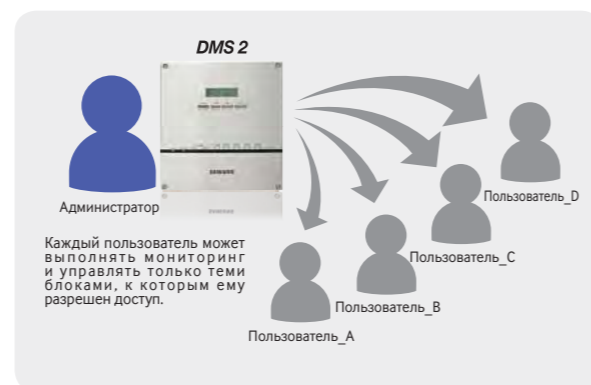 DMS 2
SAMSUNG
Администратор
Каждый пользователь может
выполнять мониторинг
и управлять только теми
блоками, к которым ему
разрешен доступ.
Пользователь_D
Пользователь_C
Пользователь_B
Пользователь_A